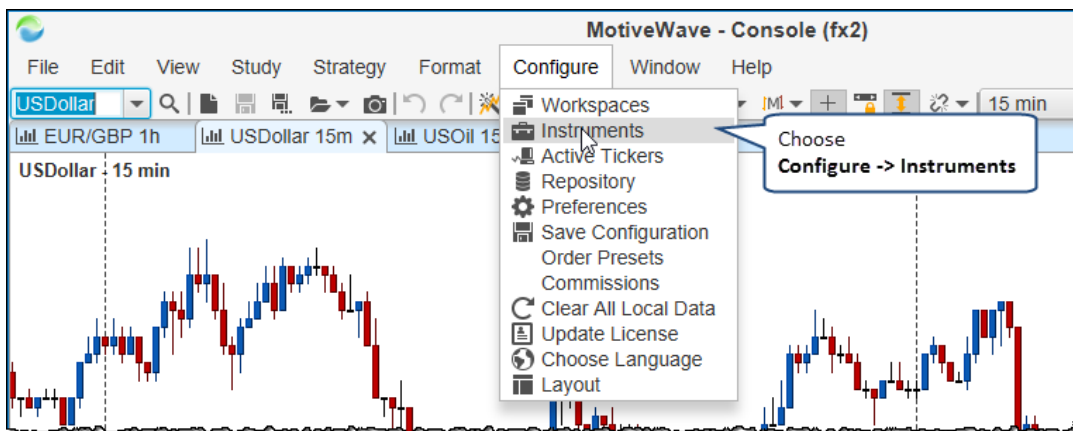 MotiveWave - Console (fx2)
File Edit View Study Strategy Format Configure Window Help
USDollar
15 min
EUR/GBP 1h
USDollar 15m
USOil 15
USDollar - 15 min
Workspaces
Instruments
Active Tickers
Repository
Preferences
Save Configuration
Order Presets
Commissions
Clear All Local Data
Update License
Choose Language
Layout
Choose
Configure -> Instruments